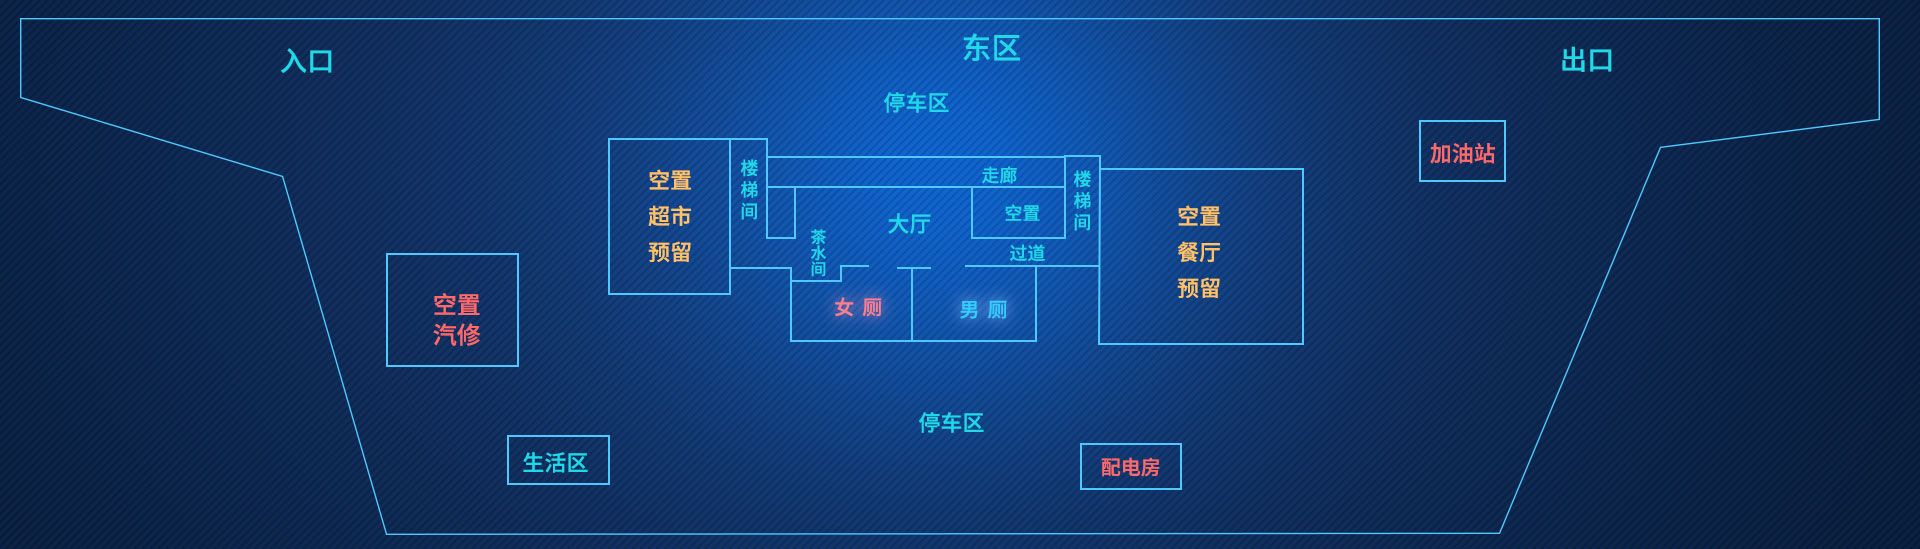 东区
入口
出口
停车区
加油站
空置
超市
预留
楼梯间
走廊
楼梯间
空置
大厅
空置
餐厅
预留
茶水间
过道
空置
汽修
女 厕
男 厕
停车区
生活区
配电房